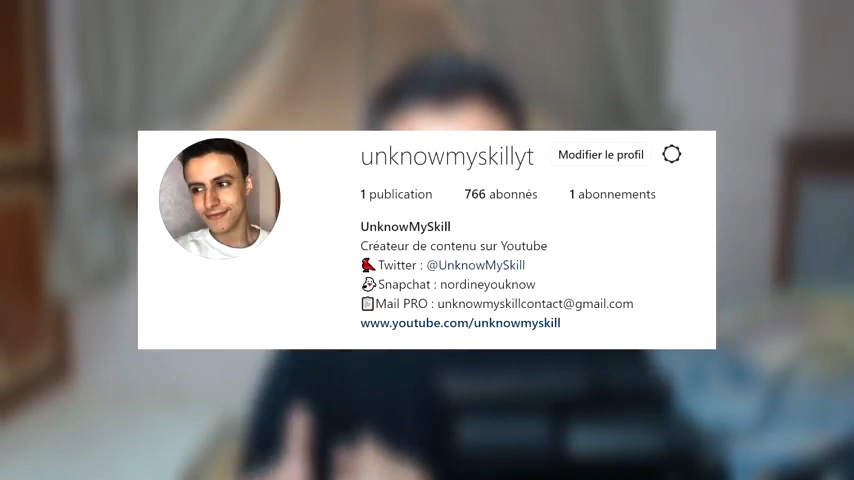 unknowmyskillyt Modifier le profil
1 publication 766 abonnés 1 abonnements
UnknowMySkill
Créateur de contenu sur Youtube
Twitter : @UnknowMySkill
Snapchat : nordineyouknow
Mail PRO : unknowmyskillcontact@gmail.com
www.youtube.com/unknowmyskill